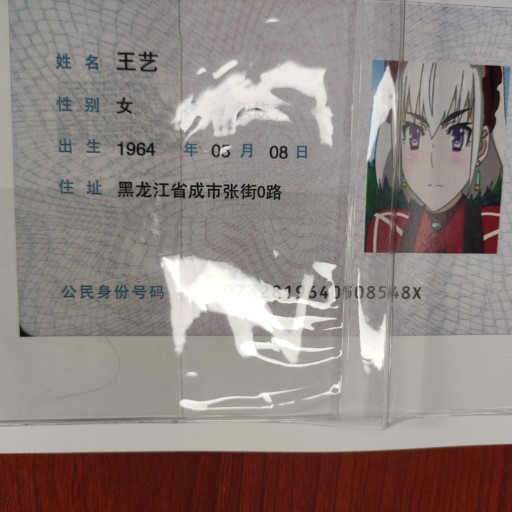 姓名 王艺
性别 女
出生 1964 年 05 月 08 日
住址 黑龙江省成市张街0路
公民身份号码